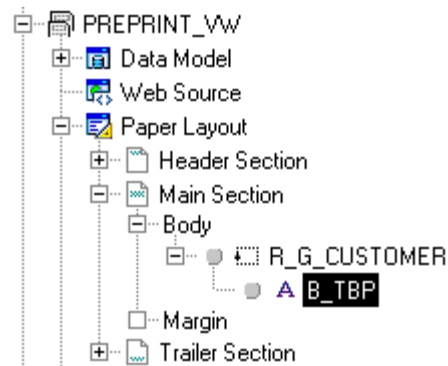 PREPRINT_VW
Data Model
Web Source
Paper Layout
Header Section
Main Section
Body
R_G_CUSTOMER
A B_TBP
Margin
Trailer Section